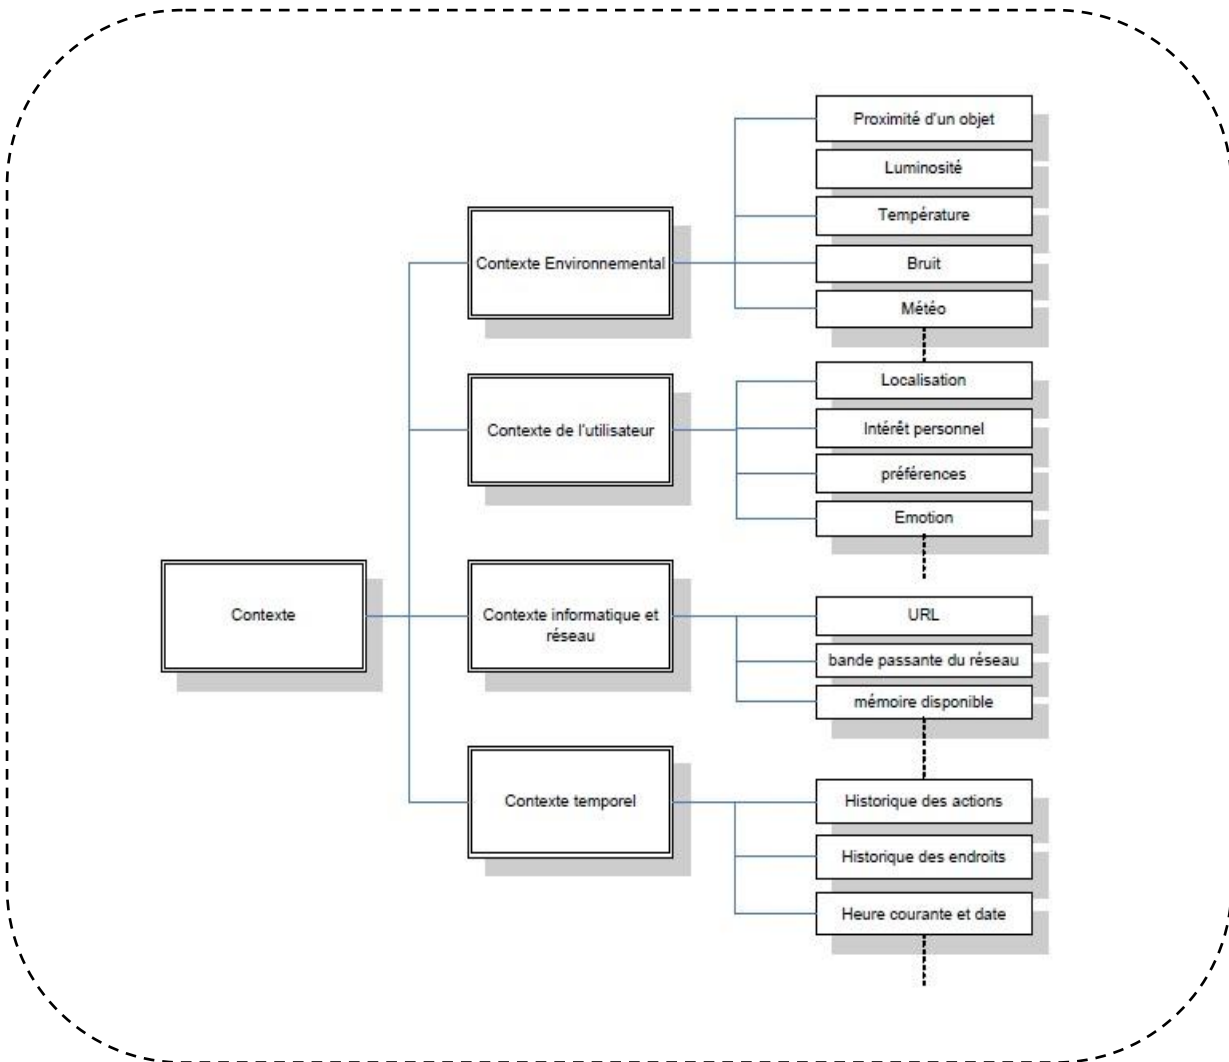 Contexte
Contexte Environnemental
Proximité d'un objet
Luminosité
Température
Bruit
Météo
Contexte de l'utilisateur
Localisation
Intérêt personnel
préférences
Emotion
Contexte informatique et
réseau
URL
bande passante du réseau
mémoire disponible
Contexte temporel
Historique des actions
Historique des endroits
Heure courante et date